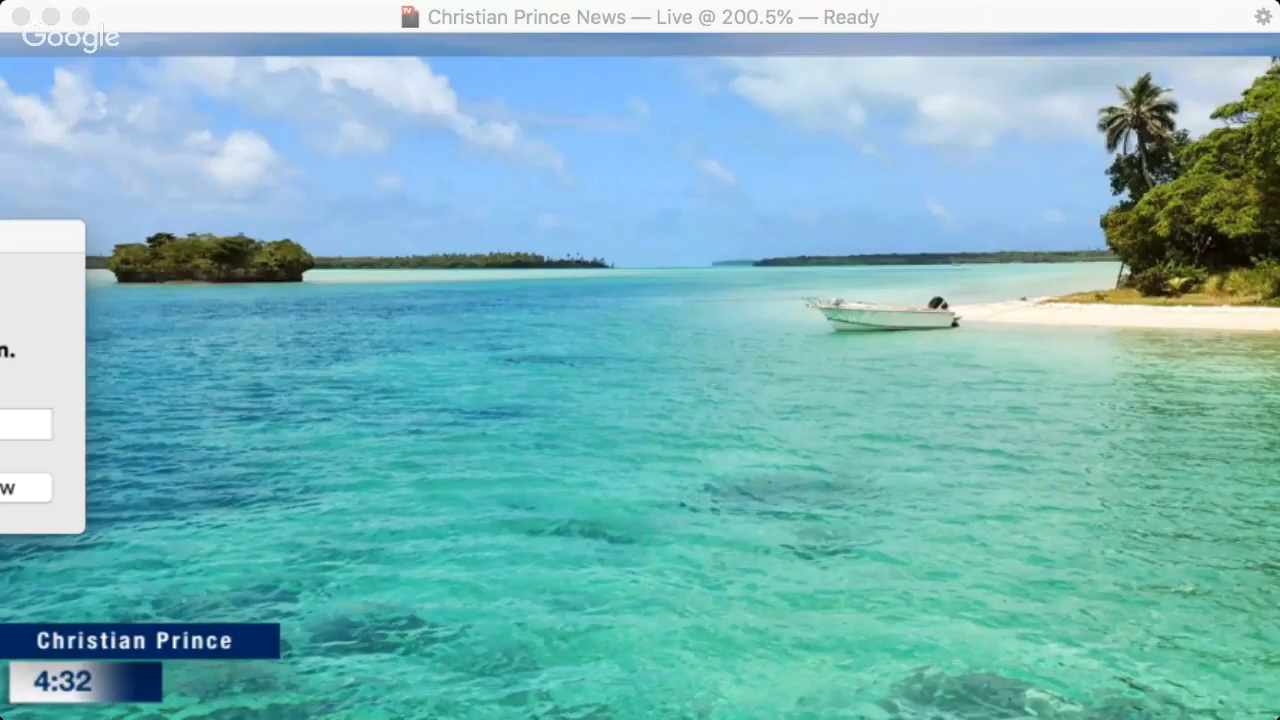 Christian Prince News — Live @ 200.5% — Ready
Google
n.
w
Christian Prince
4:32